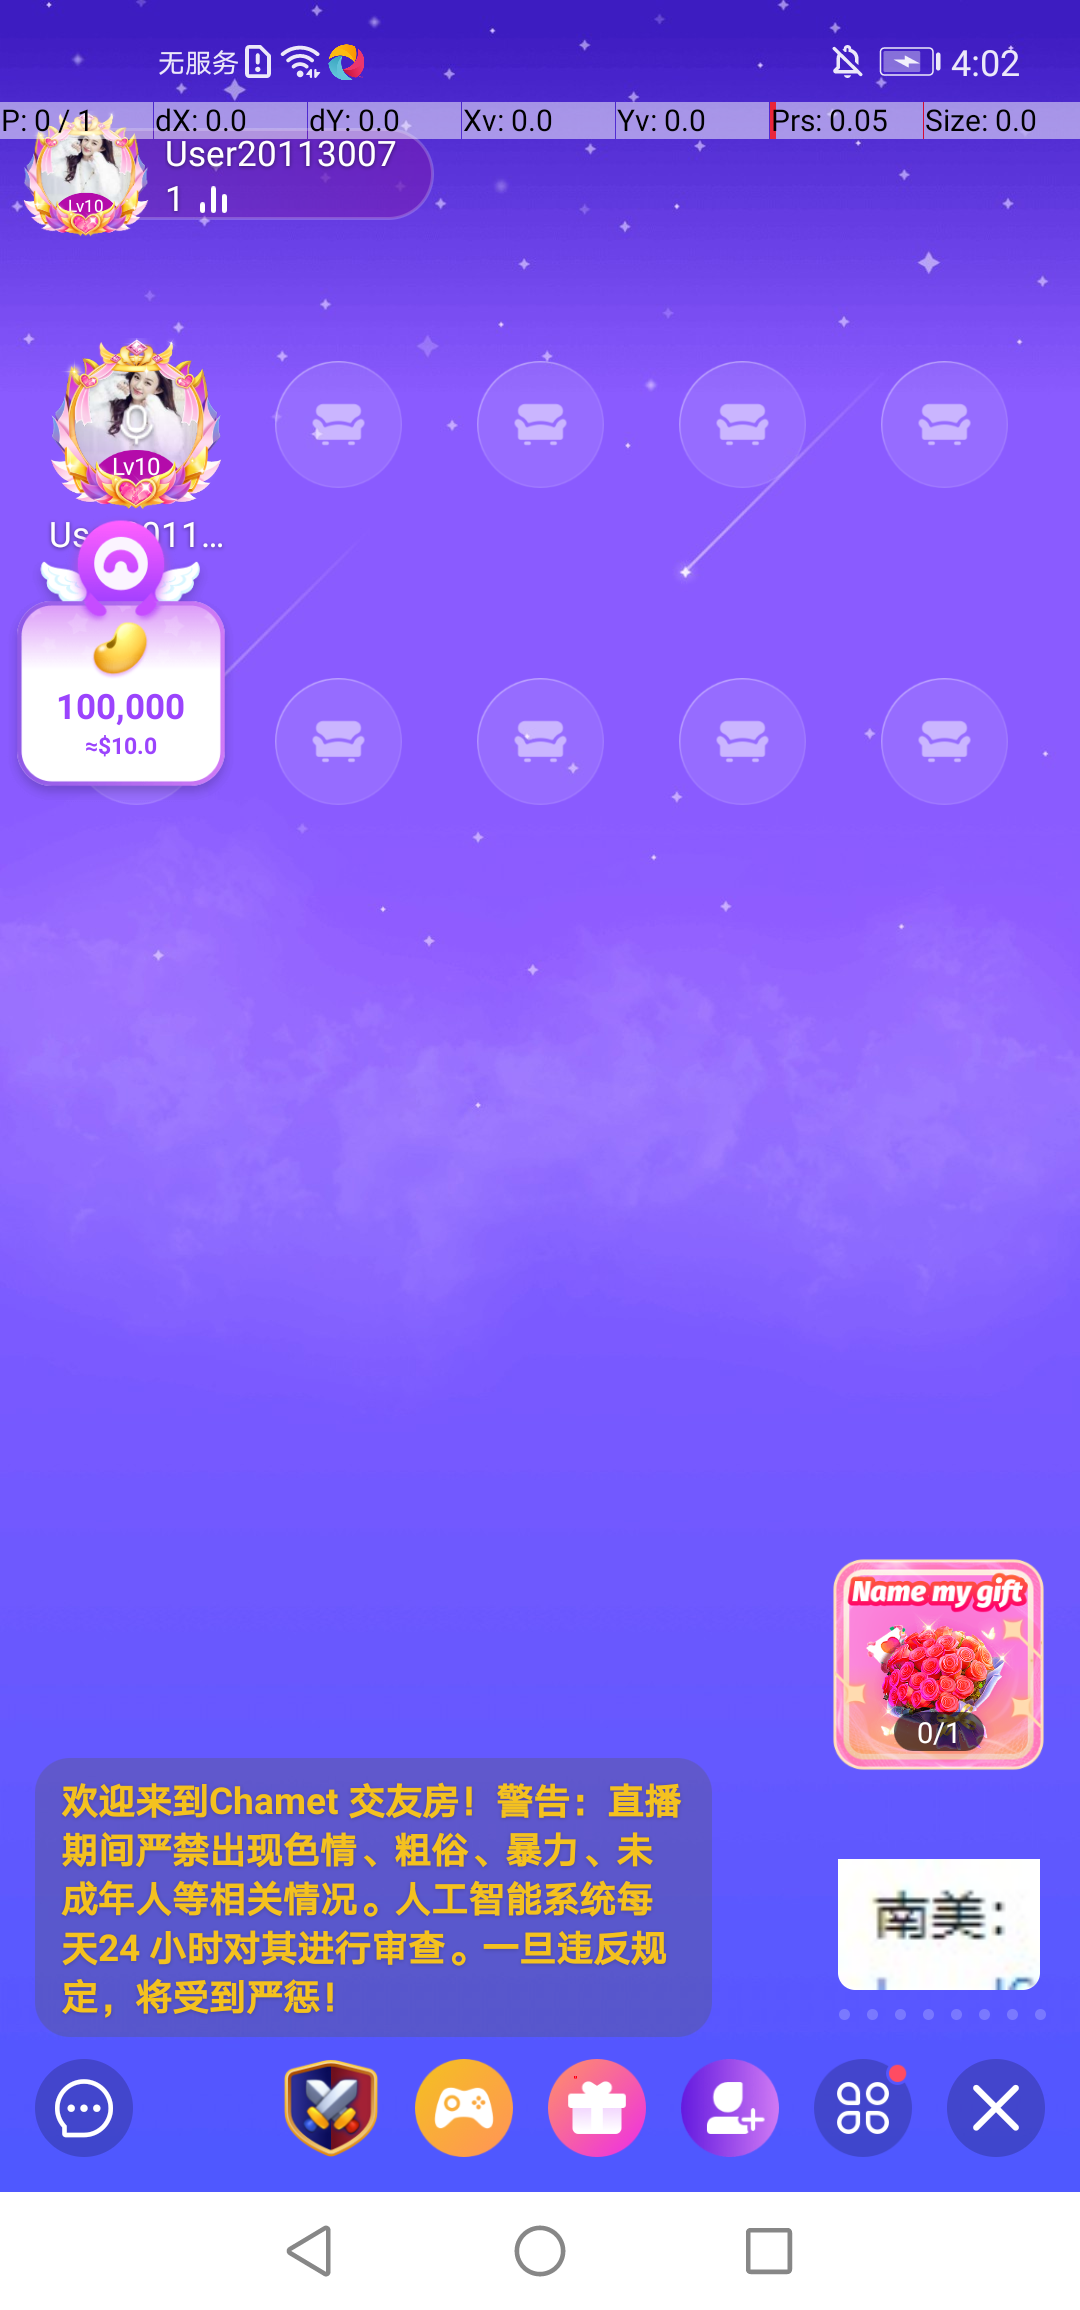 无服务
4:02
P: 0 / 1 dX: 0.0 dY: 0.0 Xv: 0.0 Yv: 0.0 Prs: 0.05 Size: 0.0
User20113007
Lv10
1
Lv10
100,000
≈$10.0
Name my gift
0/1
欢迎来到Chamet 交友房！警告：直播
期间严禁出现色情、粗俗、暴力、未
成年人等相关情况。人工智能系统每
天24 小时对其进行审查。一旦违反规
定，将受到严惩！
南美：